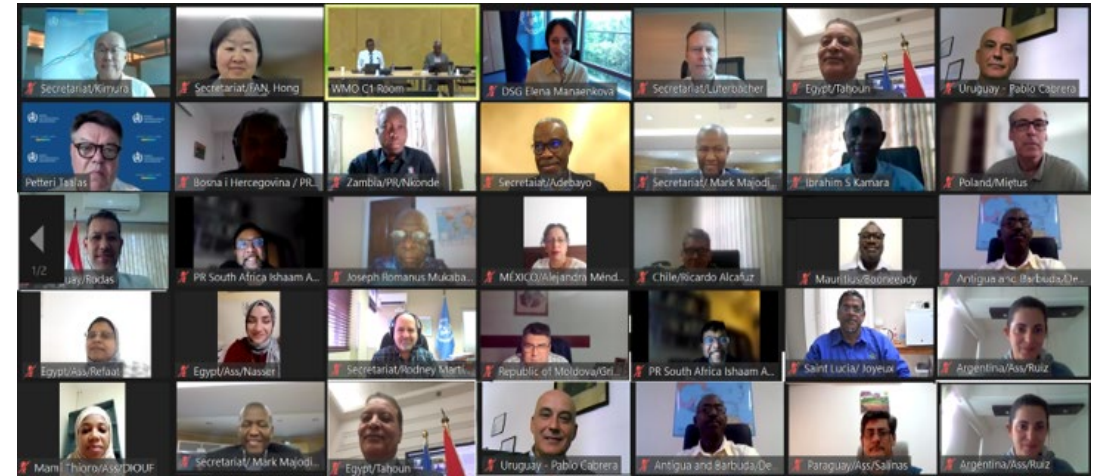 Secretariat/Kimura
Secretariat/FAN, Hong
WMO C1 Room
DSG Elena Manaenkova
Secretariat/Luterbacher
Egypt/Tahoun
Uruguay - Pablo Cabrera
Petteri Taalas
Bosna i Hercegovina / PR...
Zambia/PR/Nkonde
Secretaiat/Adebayo
Secretariat/ Mark Majodi...
Ibrahim S Kamara
Poland/Miętus
1/2
uay/Rodas
PR South Africa Ishaam A...
Joseph Romanus Mukaba...
MÉXICO/Alejandra Ménd...
Chile/Ricardo Alcafuz
Mauritius/Booneeady
Antigua and Barbuda/De...
Egypt/Ass/Refaat
Egypt/Ass/Nasser
Secretariat/Rodney Marti...
Republic of Moldova/Gri...
PR South Africa Ishaam A...
Saint Lucia/ Joyeux
Argentina/Ass/Ruiz
Mami Thioro/Ass/DIOUF
Secretariat/ Mark Majodi...
Egypt/Tahoun
Uruguay - Pablo Cabrera
Antigua and Barbuda/De...
Paraguay/Ass/Salinas
Argentina/Ass/Ruiz